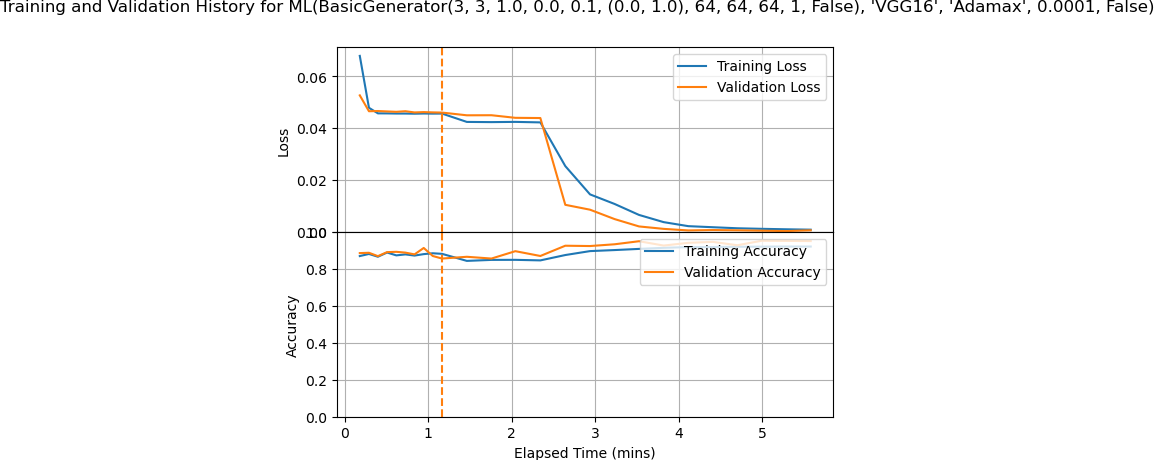 Training and Validation History for ML(BasicGenerator(3, 3, 1.0, 0.0, 0.1, (0.0, 1.0), 64, 64, 64, 1, False), 'VGG16', 'Adamax', 0.0001, False)
Training Loss
Validation Loss
Loss
0.06
0.04
0.02
0.00
1.0
Training Accuracy
Validation Accuracy
Accuracy
0.8
0.6
0.4
0.2
0.0
0 1 2 3 4 5
Elapsed Time (mins)